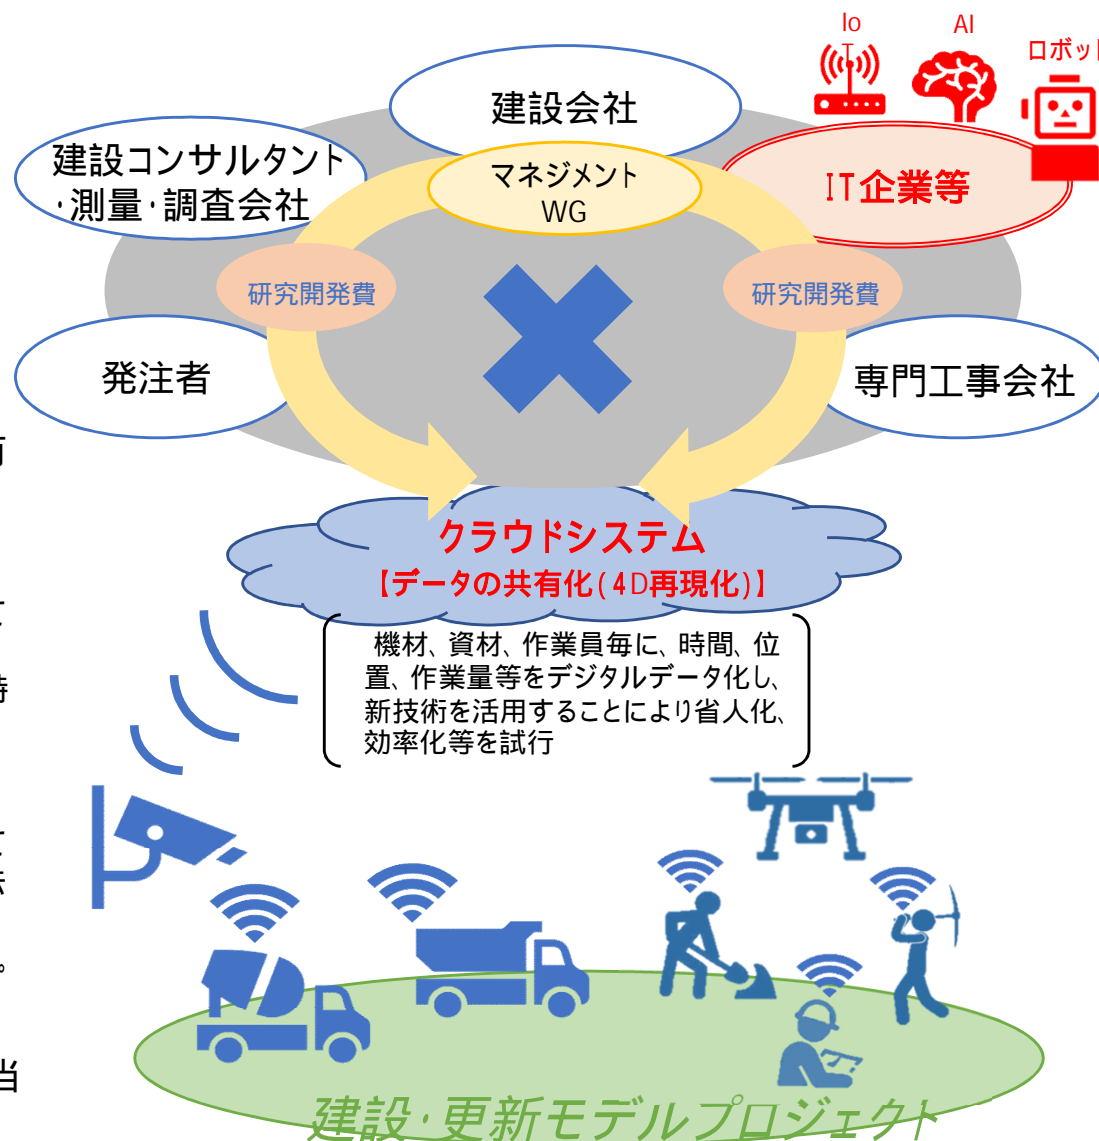 Io
T
AI
ロボット
建設会社
建設コンサルタント
・測量・調査会社
マネジメント
WG
IT企業等
研究開発費
研究開発費
発注者
専門工事会社
クラウドシステム
【データの共有化(4D再現化)】
機材、資材、作業員毎に、時間、位
置、作業量等をデジタルデータ化し、
新技術を活用することにより省人化、
効率化等を試行
。
当
建設・更新モデルプロジェクト